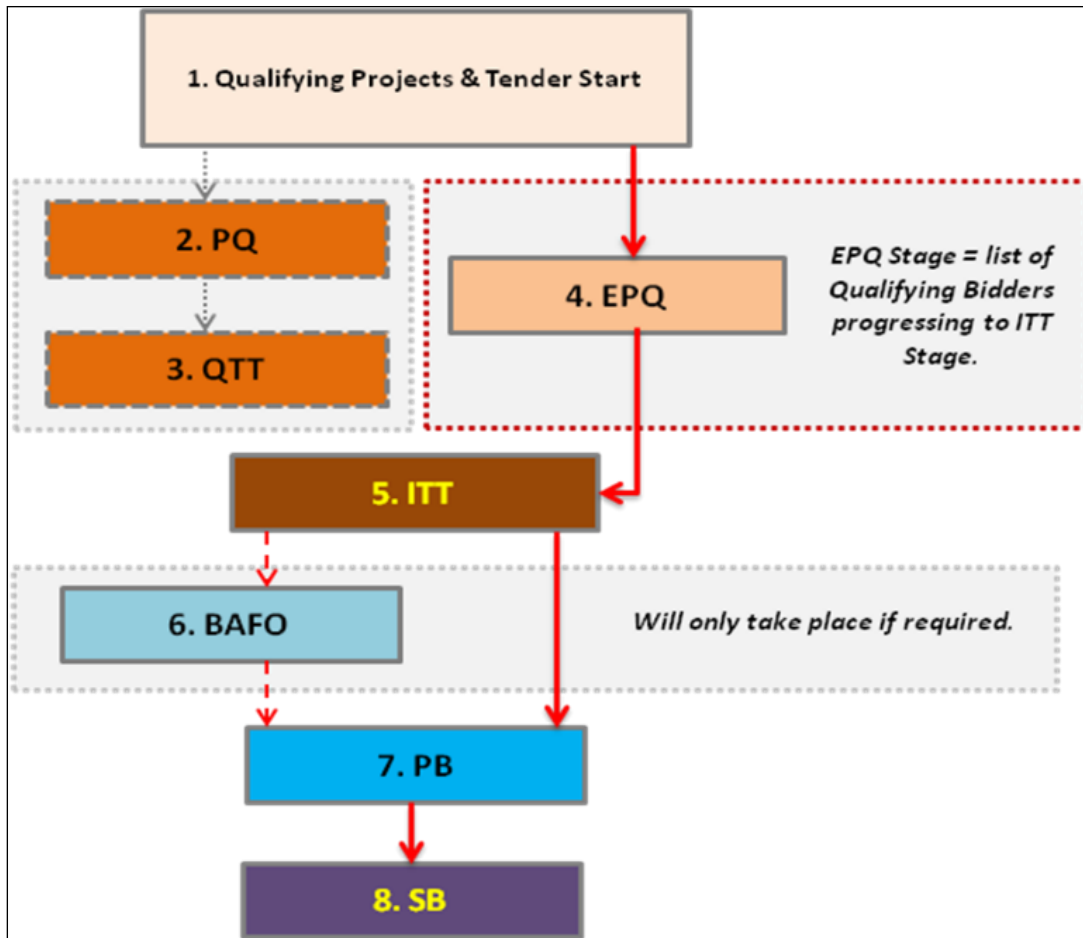 1. Qualifying Projects & Tender Start
2. PQ
3. QTT
4. EPQ
EPQ Stage = list of
Qualifying Bidders
progressing to ITT
Stage.
5. ITT
6. BAFO
Will only take place if required.
7. PB
8. SB